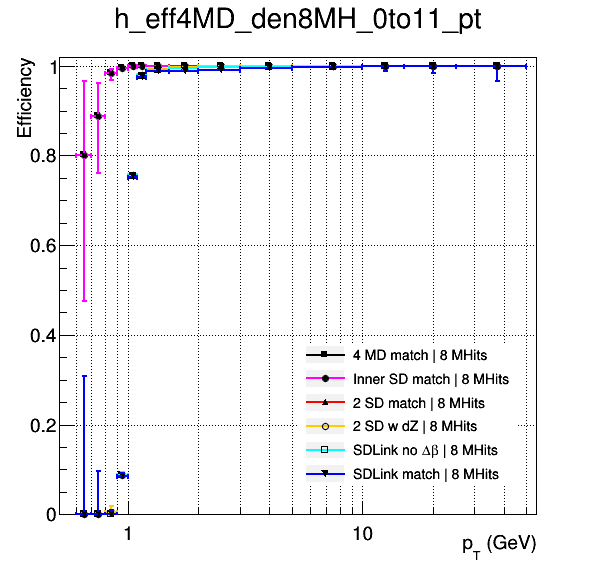 h_eff4MD_den8MH_0to11_pt
Efficiency
1
0.8
0.6
0.4
0.2
0
4 MD match | 8 MHits
Inner SD match | 8 MHits
2 SD match | 8 MHits
2 SD w dZ | 8 MHits
SDLink no Δβ | 8 MHits
SDLink match | 8 MHits
1
10
p_T (GeV)